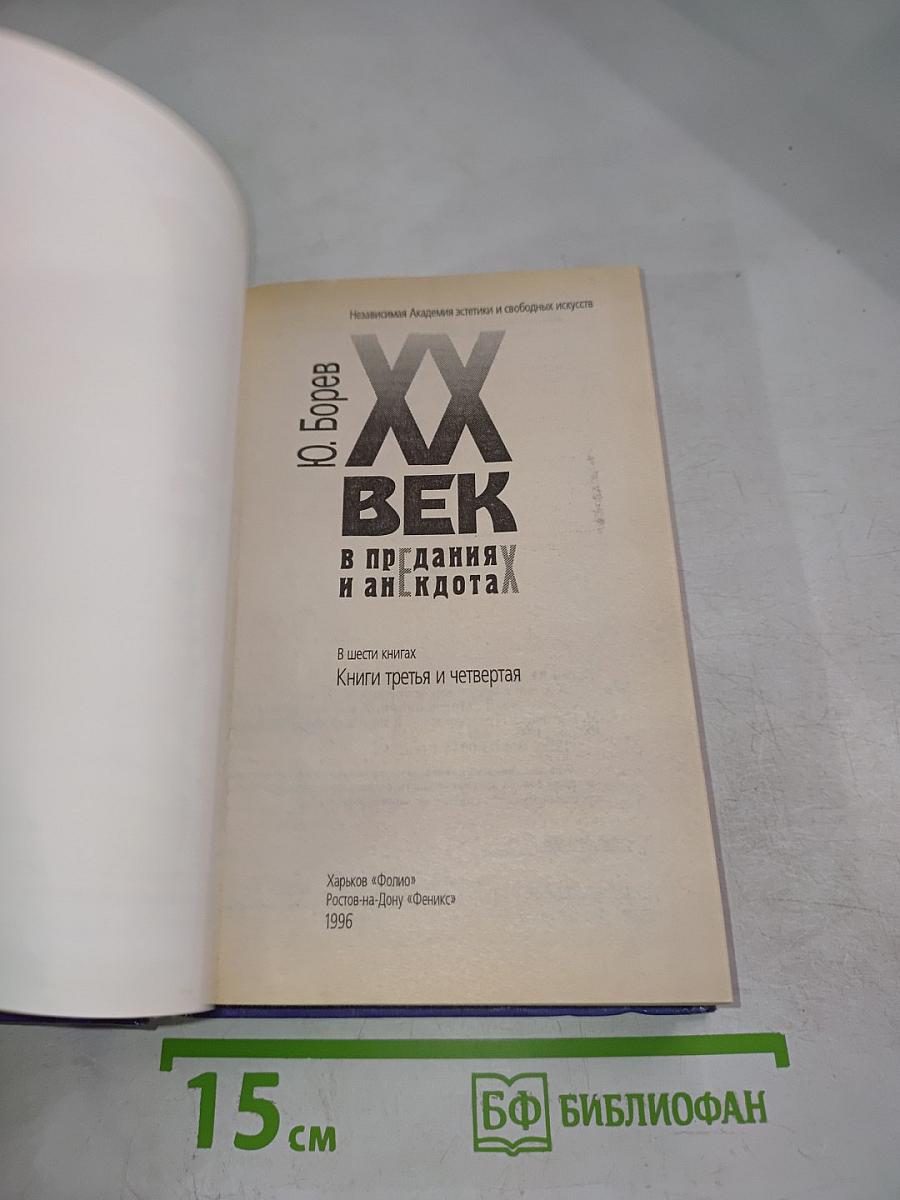 Независимая Академия эстетики и свободных искусств
Ю. Борев
XX
ВЕК
в прЕданиях
и анЕкдотаХ
В шести книгах
Книги третья и четвертая
Харьков «Фолио»
Ростов-на-Дону «Феникс»
1996
15 см
БФ БИБЛИОФАН